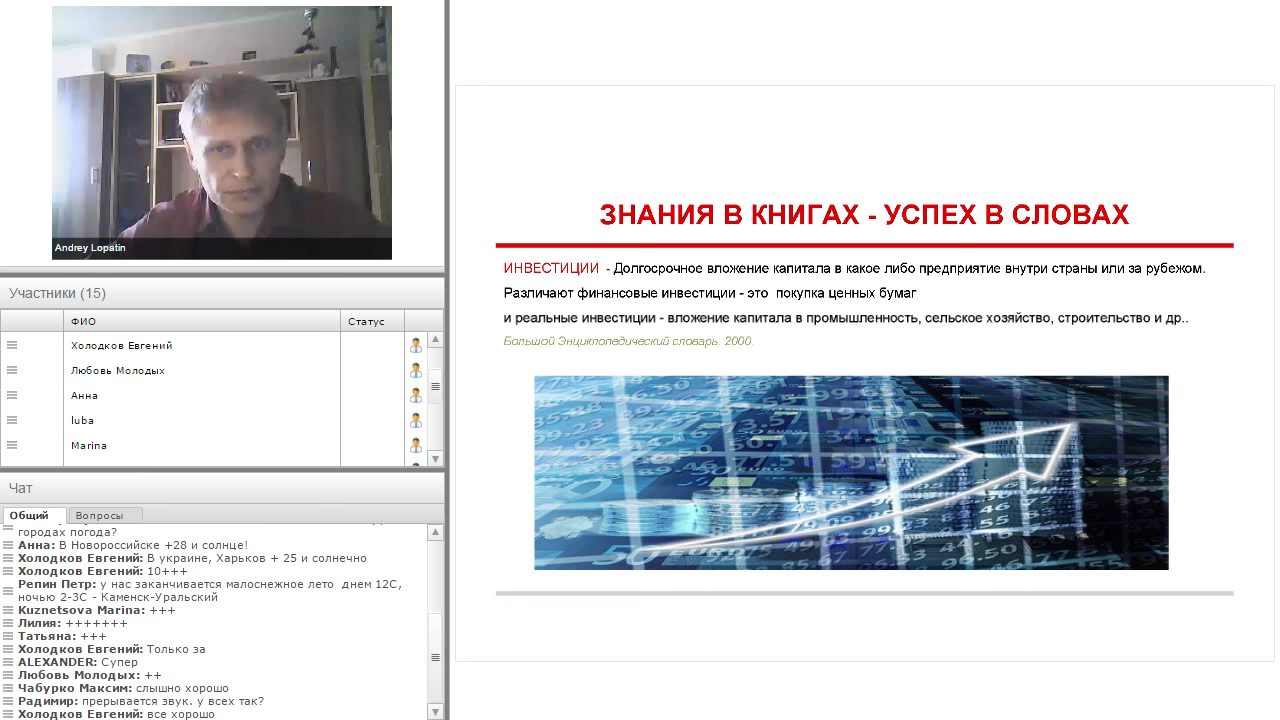 Andrey Lopatin
Участники (15)
ФИО
Статус
Холодков Евгений
Любовь Молодых
Анна
luba
Marina
Чат
Общий
Вопросы
городах погода?
Анна: В Новороссийске +28 и солнце!
Холодков Евгений: В украине, Харьков + 25 и солнечно
Холодков Евгений: 10+++
Репин Петр: у нас заканчивается малоснежное лето днем 12С,
ночью 2-3С - Каменск-Уральский
Kuznetsova Marina: +++
Лилия: +++++++
Татьяна: +++
Холодков Евгений: Только за
ALEXANDER: Супер
Любовь Молодых: ++
Чабурко Максим: слышно хорошо
Радимир: прерывается звук. у всех так?
Холодков Евгений: все хорошо
ЗНАНИЯ В КНИГАХ - УСПЕХ В СЛОВАХ
ИНВЕСТИЦИИ - Долгосрочное вложение капитала в какое либо предприятие внутри страны или за рубежом.
Различают финансовые инвестиции - это покупка ценных бумаг
и реальные инвестиции - вложение капитала в промышленность, сельское хозяйство, строительство и др..
Большой Энциклопедический словарь. 2000.